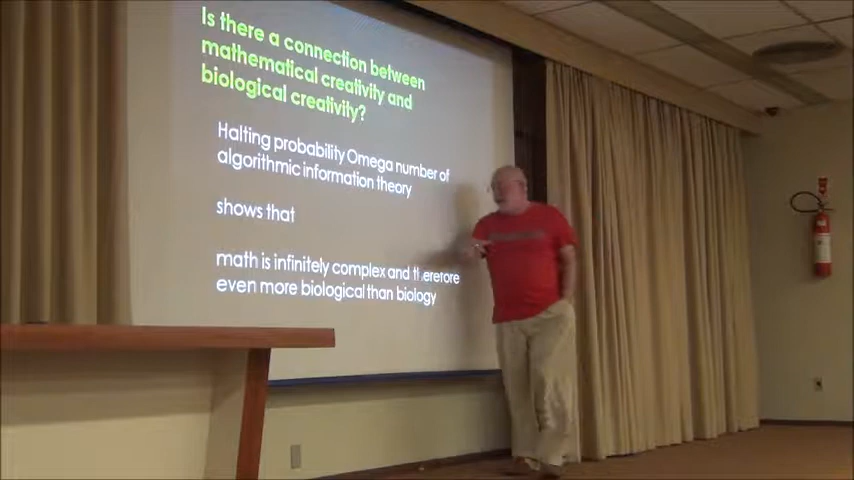 Is there a connection between
mathematical creativity and
biological creativity?
Halting probability Omega number of
algorithmic information theory
shows that
math is infinitely complex and therefore
even more biological than biology